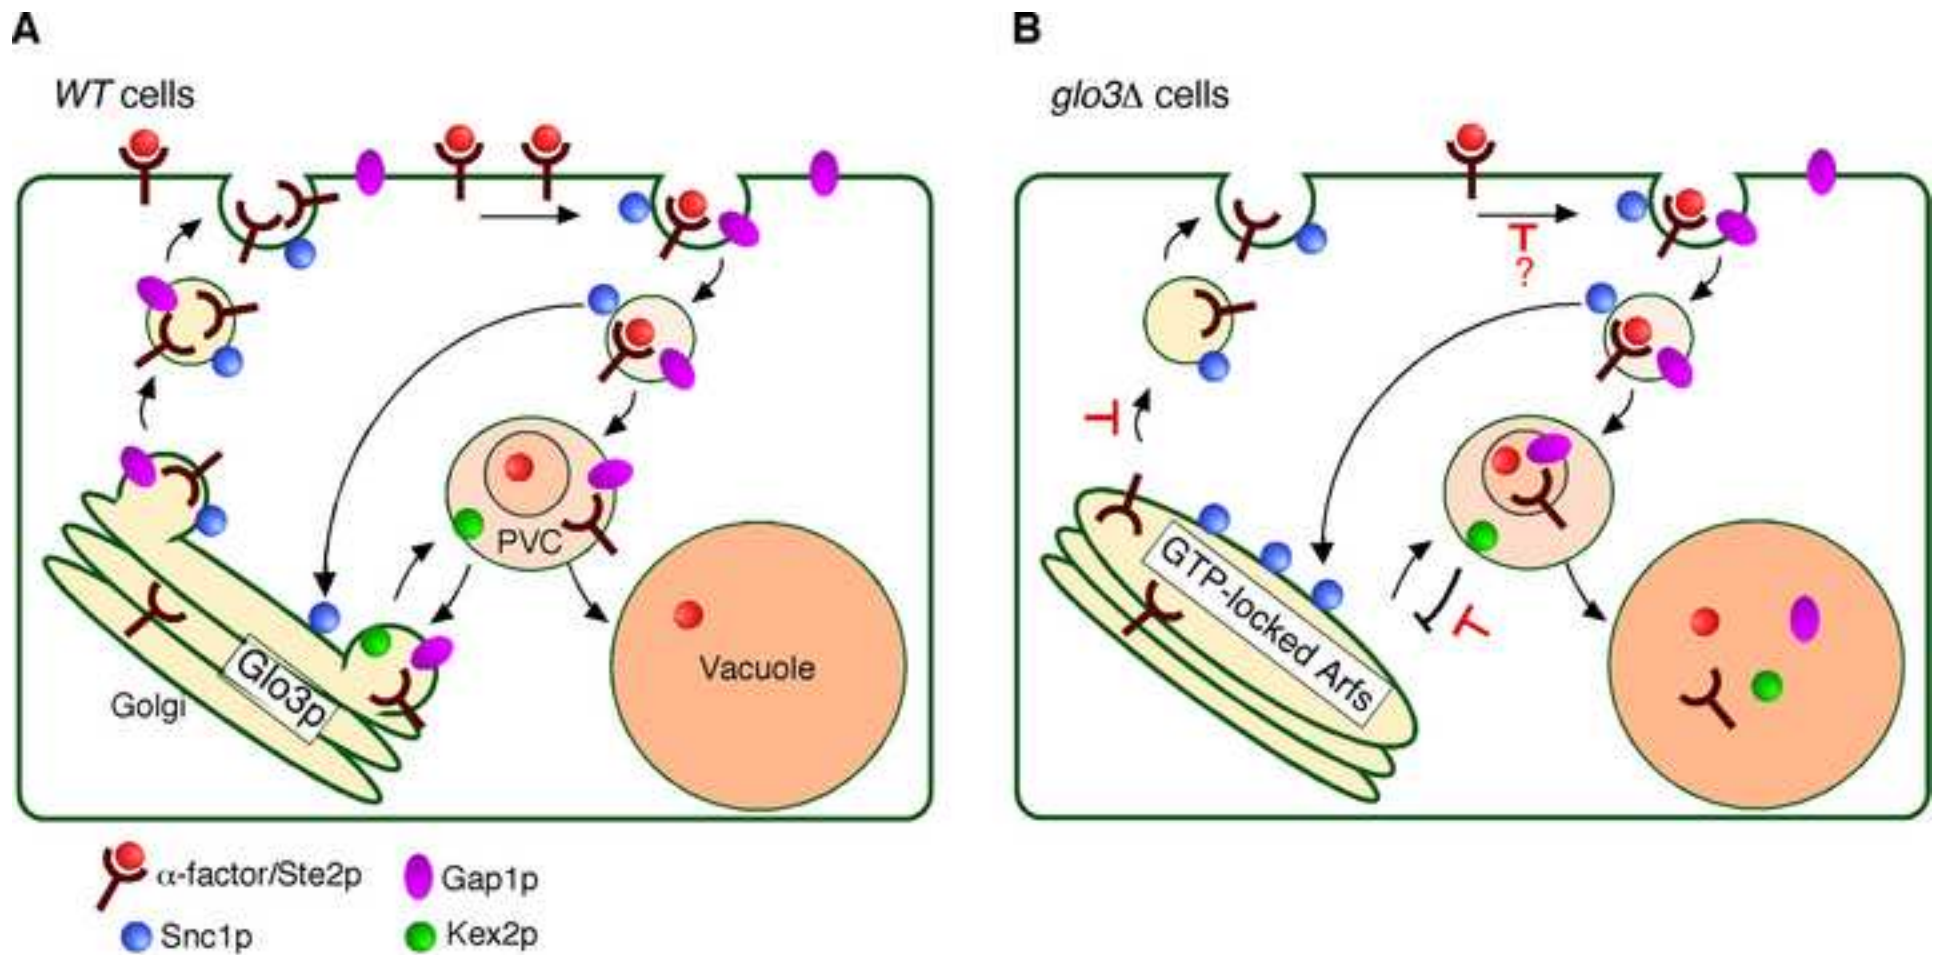 A
B
WT cells
glo3Δ cells
?
PVC
Vacuole
Glo3p
Golgi
GTP-locked Arfs
α-factor/Ste2p
Gap1p
Snc1p
Kex2p